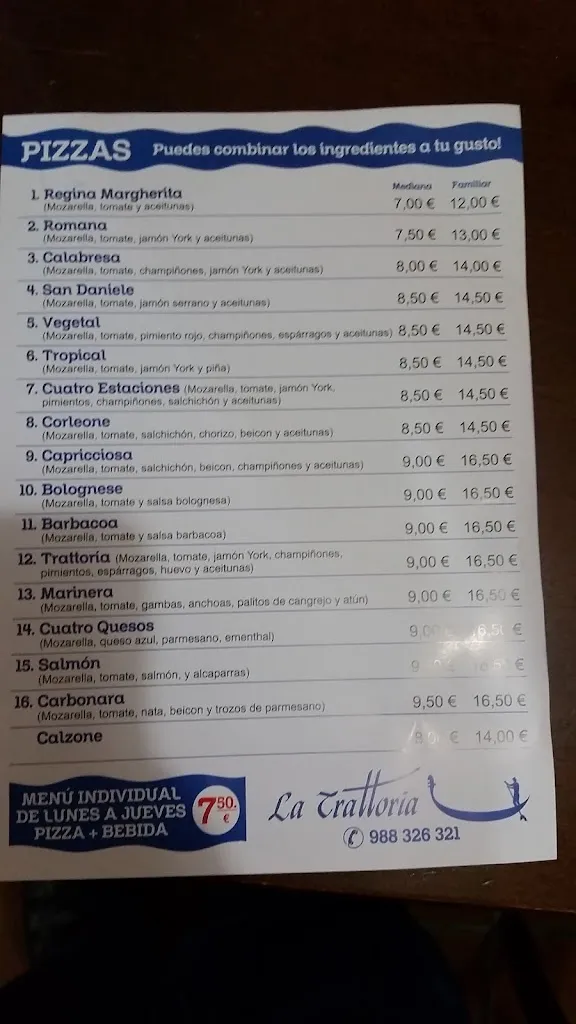 PIZZAS Puedes combinar los ingredientes a tu gusto!
Mediana Familiar
1. Regina Margherita 7,00 € 12,00 €
(Mozarella, tomate y aceitunas)
2. Romana 7,50 € 13,00 €
(Mozarella, tomate, jamón York y aceitunas)
3. Calabresa 8,00 € 14,00 €
(Mozarella, tomate, champiñones, jamón York y aceitunas)
4. San Daniele 8,50 € 14,50 €
(Mozarella, tomate, jamón serrano y aceitunas)
5. Vegetal 8,50 € 14,50 €
(Mozarella, tomate, pimiento rojo, champiñones, espárragos y aceitunas)
6. Tropical 8,50 € 14,50 €
(Mozarella, tomate, jamón York y piña)
7. Cuatro Estaciones (Mozarella, tomate, jamón York, 8,50 € 14,50 €
pimientos, champiñones, salchichón y aceitunas)
8. Corleone 8,50 € 14,50 €
(Mozarella, tomate, salchichón, chorizo, beicon y aceitunas)
9. Capricciosa 9,00 € 16,50 €
(Mozarella, tomate, salchichón, beicon, champiñones y aceitunas)
10. Bolognese 9,00 € 16,50 €
(Mozarella, tomate y salsa bolognesa)
11. Barbacoa 9,00 € 16,50 €
(Mozarella, tomate y salsa barbacoa)
12. Trattoría (Mozarella, tomate, jamón York, champiñones, 9,00 € 16,50 €
pimientos, espárragos, huevo y aceitunas)
13. Marinera 9,00 € 16,50 €
(Mozarella, tomate, gambas, anchoas, palitos de cangrejo y atún)
14. Cuatro Quesos €
(Mozarella, queso azul, parmesano, ementhal)
15. Salmón €
(Mozarella, tomate, salmón, y alcaparras)
16. Carbonara 9,50 € 16,50 €
(Mozarella, tomate, nata, beicon y trozos de parmesano)
Calzone € 14,00 €
MENÚ INDIVIDUAL
DE LUNES A JUEVES
PIZZA + BEBIDA
750. €
La Trattoria
988 326 321